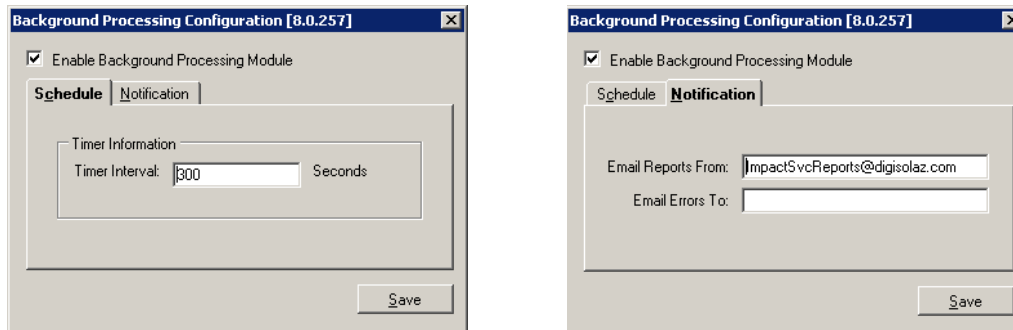 Background Processing Configuration [8.0.257]
Enable Background Processing Module
Schedule Notification
Timer Information
Timer Interval: 300 Seconds
Save
Background Processing Configuration [8.0.257]
Enable Background Processing Module
Schedule Notification
Email Reports From: ImpactSvcReports@digisolaz.com
Email Errors To:
Save